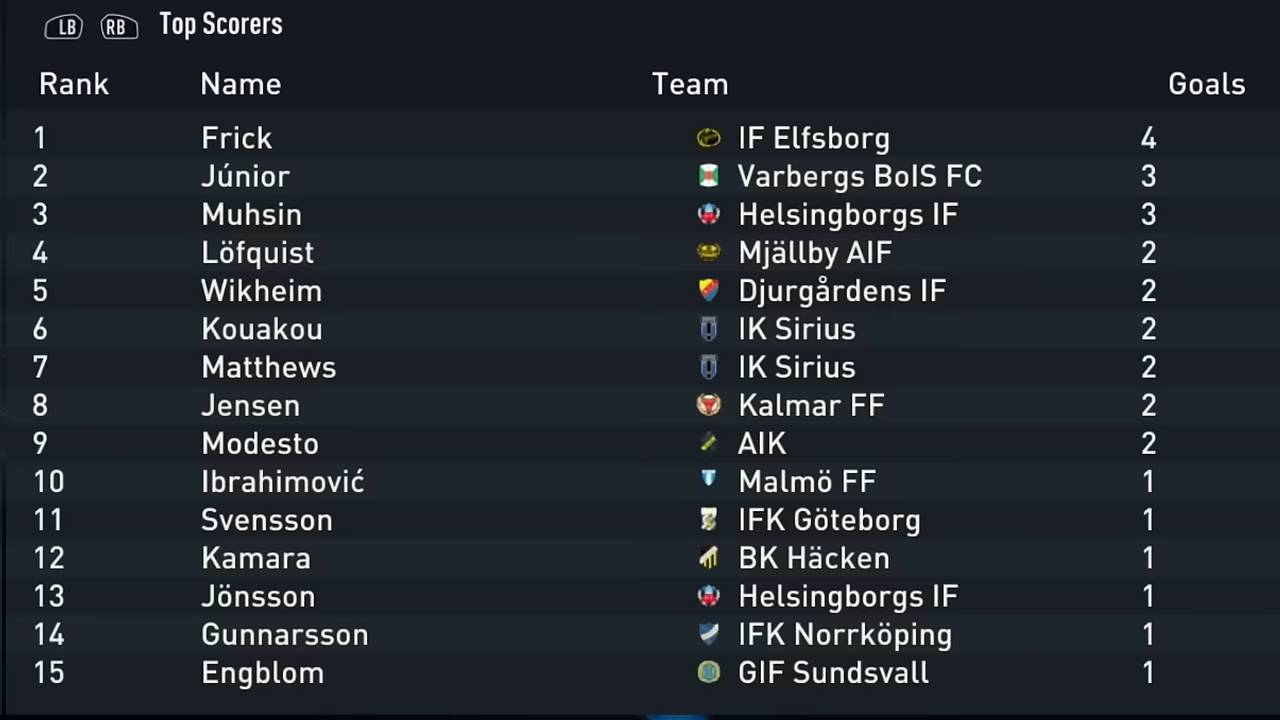 LB RB Top Scorers
Rank Name Team Goals
1 Frick IF Elfsborg 4
2 Júnior Varbergs BoIS FC 3
3 Muhsin Helsingborgs IF 3
4 Löfquist Mjällby AIF 2
5 Wikheim Djurgårdens IF 2
6 Kouakou IK Sirius 2
7 Matthews IK Sirius 2
8 Jensen Kalmar FF 2
9 Modesto AIK 2
10 Ibrahimović Malmö FF 1
11 Svensson IFK Göteborg 1
12 Kamara BK Häcken 1
13 Jönsson Helsingborgs IF 1
14 Gunnarsson IFK Norrköping 1
15 Engblom GIF Sundsvall 1